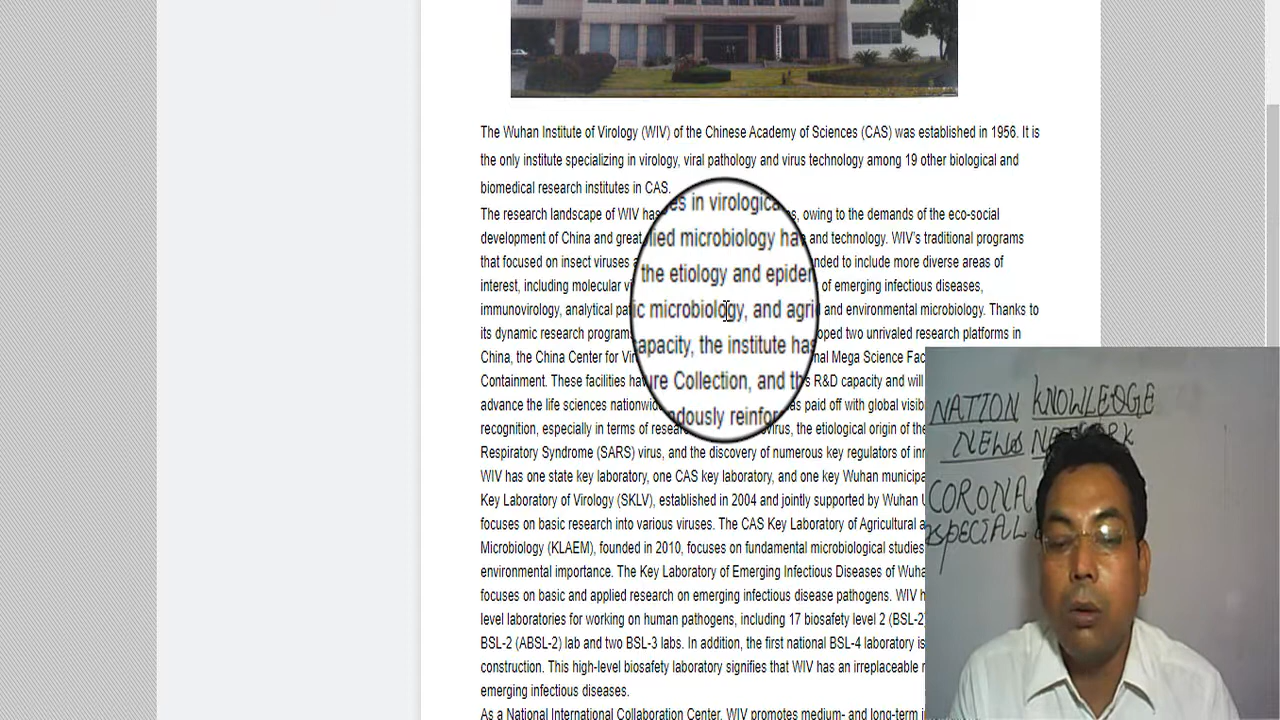 The Wuhan Institute of Virology (WIV) of the Chinese Academy of Sciences (CAS) was established in 1956. It is
the only institute specializing in virology, viral pathology and virus technology among 19 other biological and
biomedical research institutes in CAS.
The research landscape of WIV has es in virologica s, owing to the demands of the eco-social
development of China and great lied microbiology hav and technology. WIV's traditional programs
that focused on insect viruses the etiology and epidem nded to include more diverse areas of
interest, including molecular of emerging infectious diseases,
immunovirology, analytical pa ic microbiology, and agri and environmental microbiology. Thanks to
its dynamic research program apacity, the institute has oped two unrivaled research platforms in
China, the China Center for Vir nal Mega Science Fac
Containment. These facilities ha ure Collection, and th s R&D capacity and will
advance the life sciences nationwid ndously reinfor as paid off with global visib
recognition, especially in terms of resear virus, the etiological origin of the
Respiratory Syndrome (SARS) virus, and the discovery of numerous key regulators of in
WIV has one state key laboratory, one CAS key laboratory, and one key Wuhan municipa
Key Laboratory of Virology (SKLV), established in 2004 and jointly supported by Wuhan U
focuses on basic research into various viruses. The CAS Key Laboratory of Agricultural a
Microbiology (KLAEM), founded in 2010, focuses on fundamental microbiological studies
environmental importance. The Key Laboratory of Emerging Infectious Diseases of Wuha
focuses on basic and applied research on emerging infectious disease pathogens. WIV h
level laboratories for working on human pathogens, including 17 biosafety level 2 (BSL-2)
BSL-2 (ABSL-2) lab and two BSL-3 labs. In addition, the first national BSL-4 laboratory is
construction. This high-level biosafety laboratory signifies that WIV has an irreplaceable
emerging infectious diseases.
As a National International Collaboration Center, WIV promotes medium- and long-term
NATION KNOWLEDGE
NEWS NETWORK
CORONA
SPECIAL